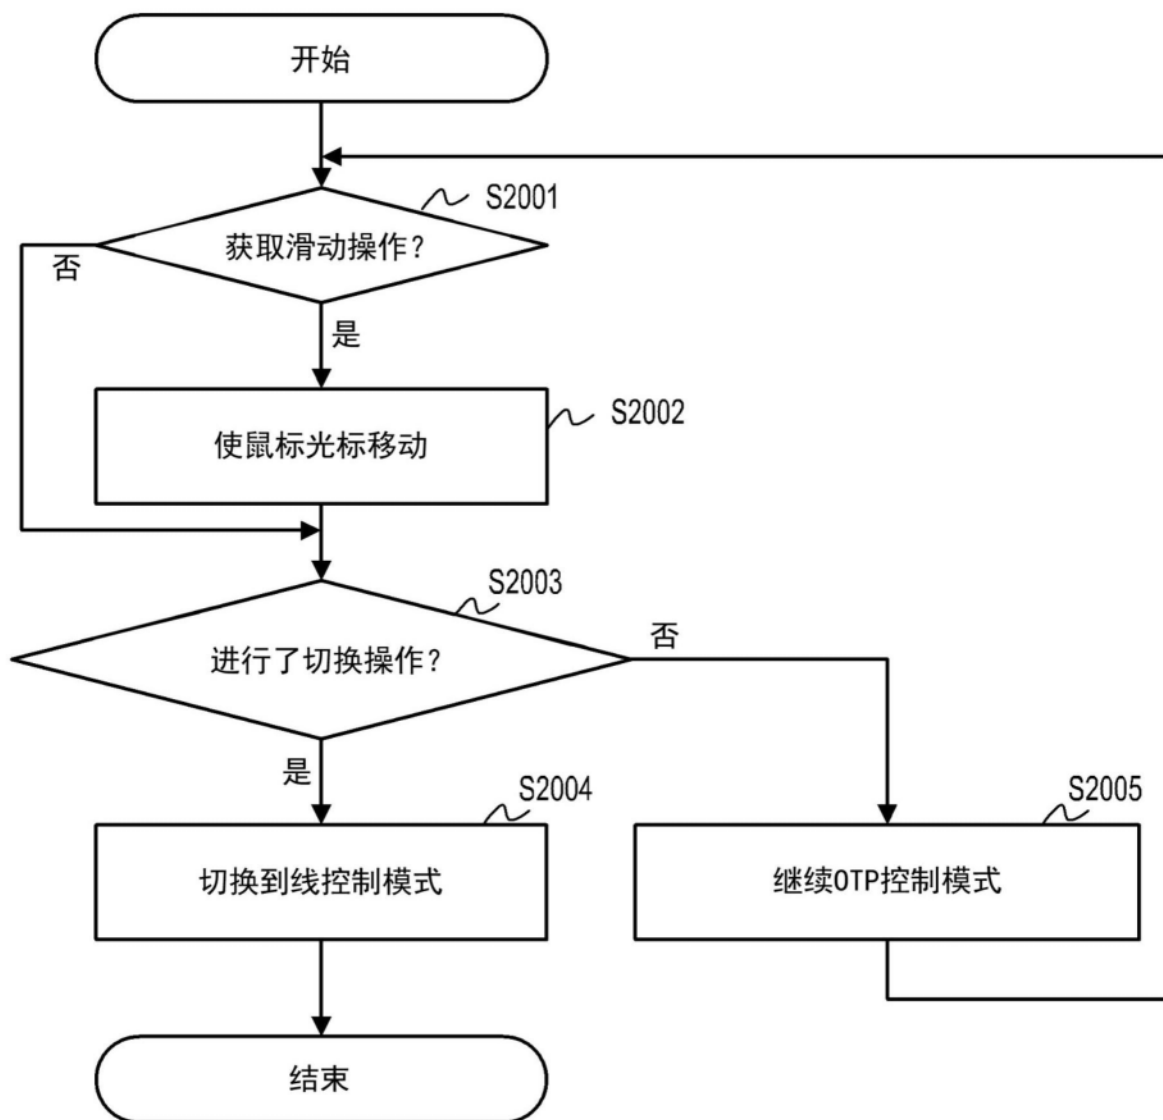 开始
S2001
获取滑动操作？
否
是
S2002
使鼠标光标移动
S2003
进行了切换操作？
否
是
S2004
切换到线控制模式
S2005
继续OTP控制模式
结束